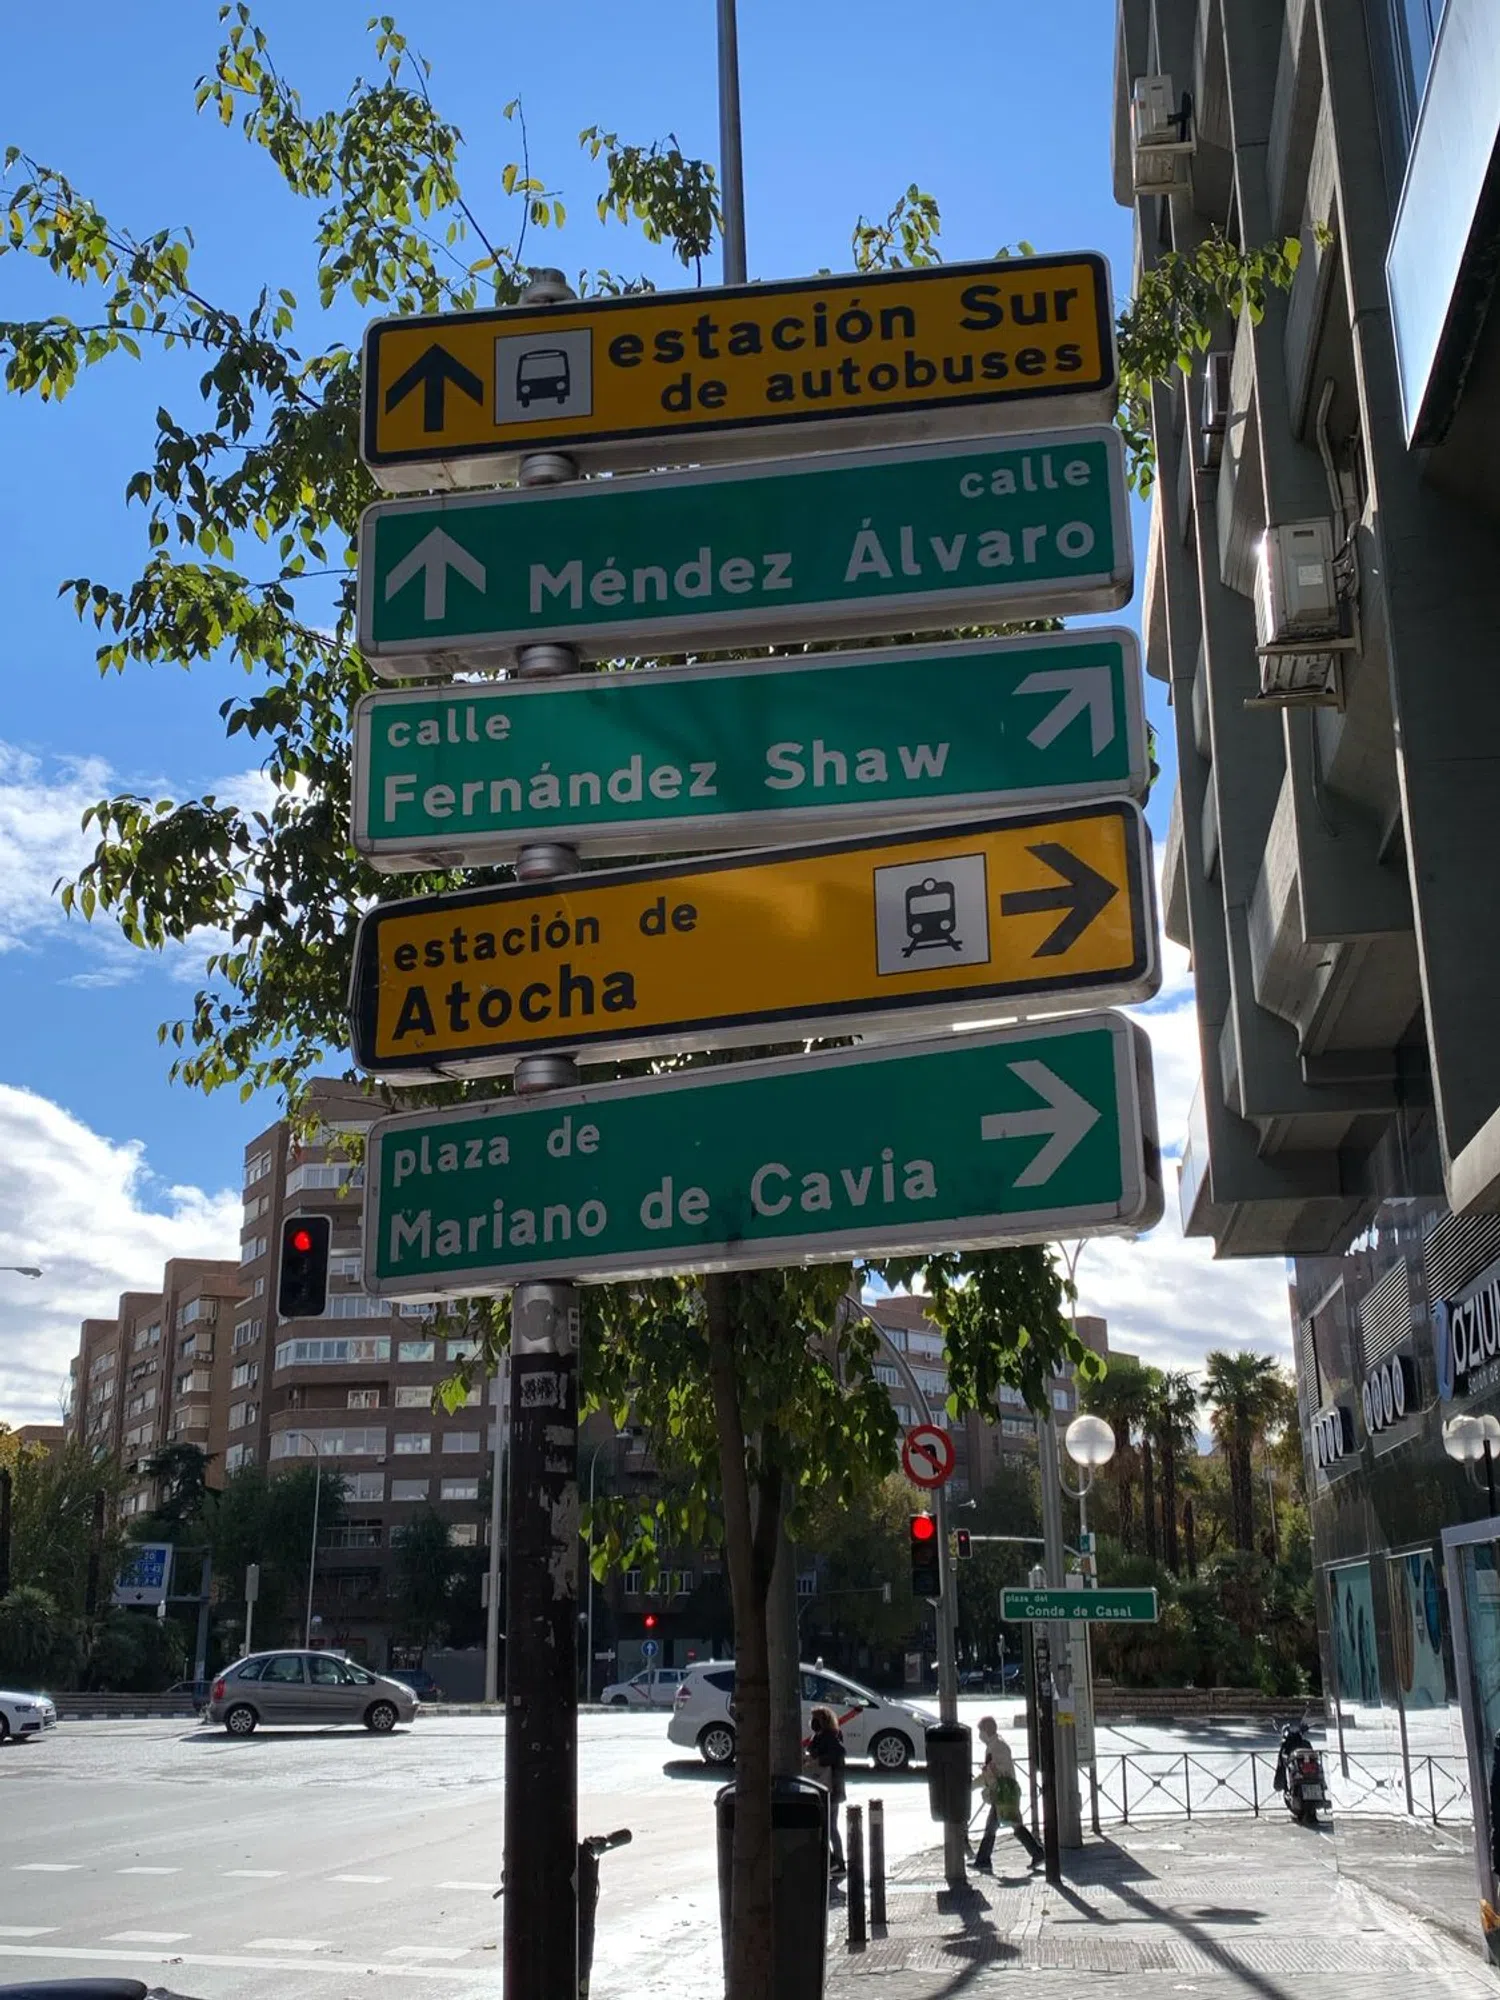 estación Sur
de autobuses
calle
Méndez Álvaro
calle
Fernández Shaw
estación de
Atocha
plaza de
Mariano de Cavia
plaza del
Conde de Casal